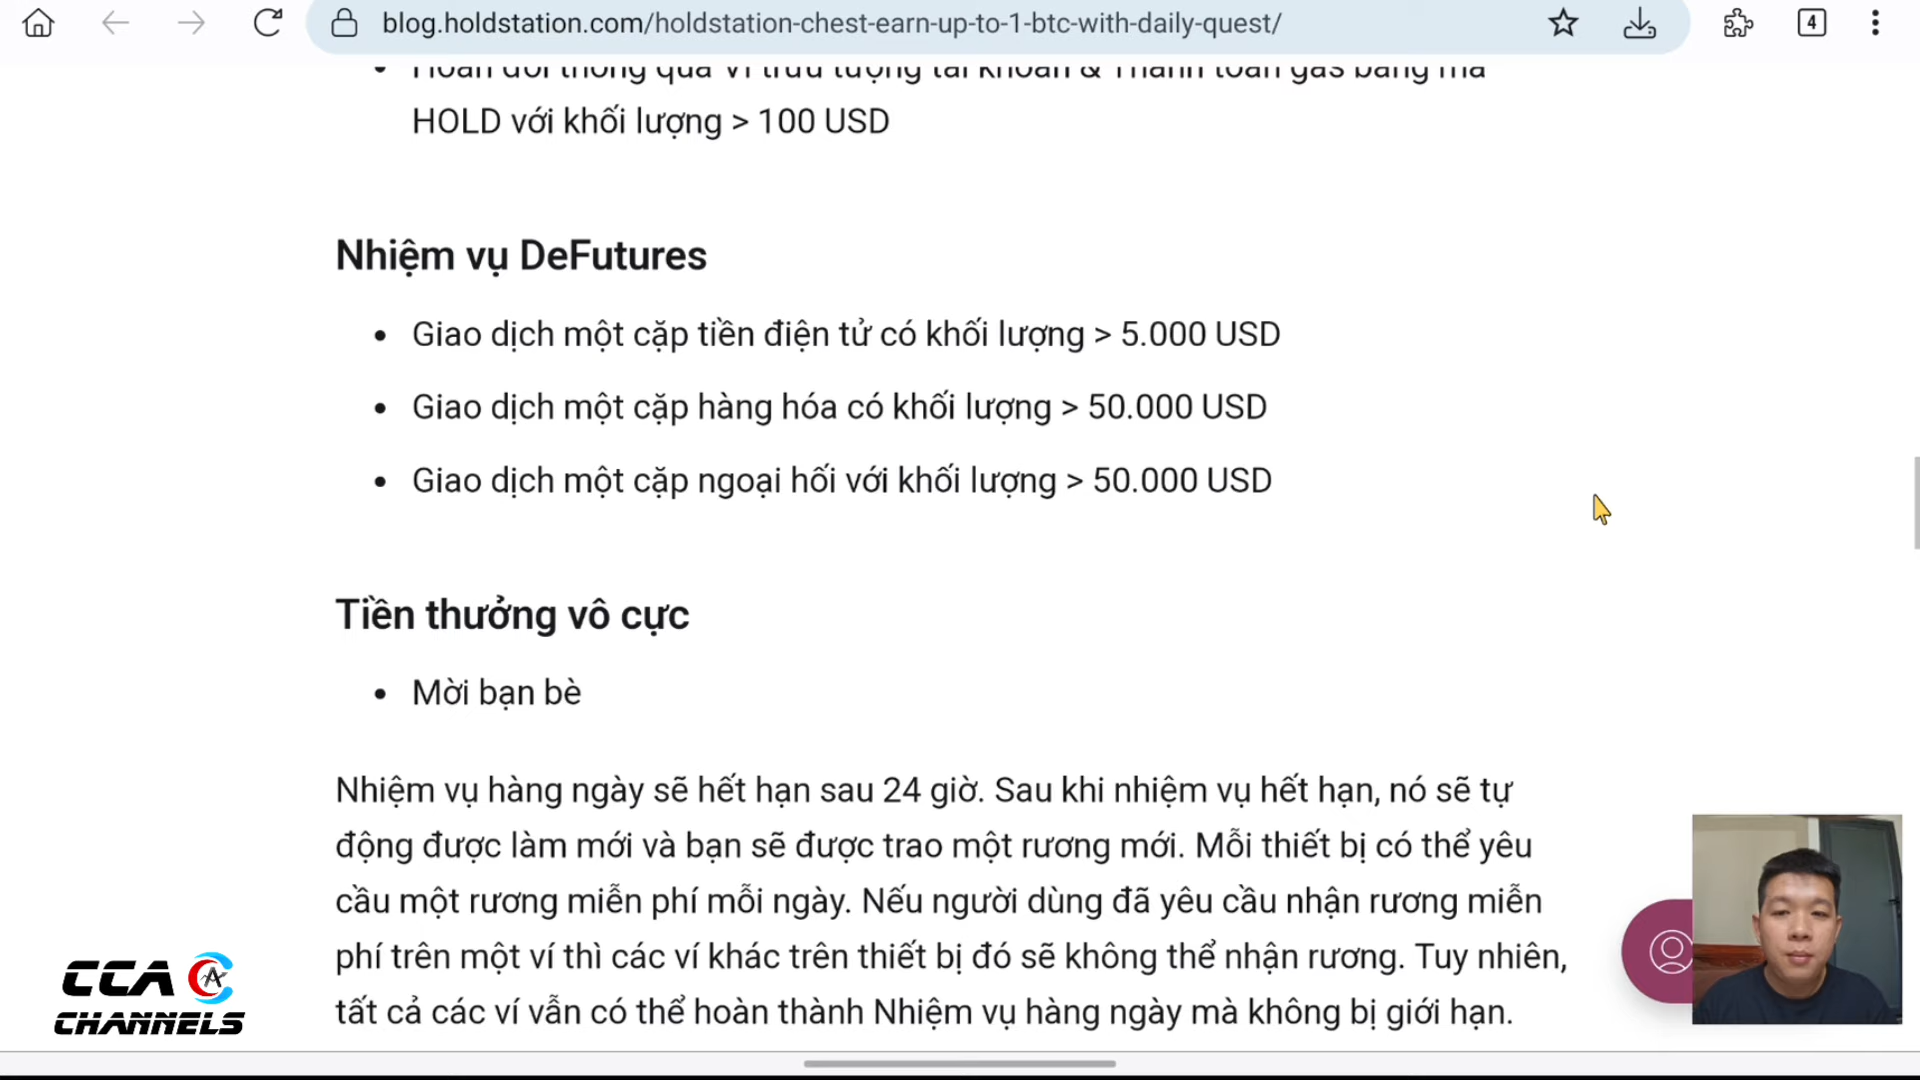 blog.holdstation.com/holdstation-chest-earn-up-to-1-btc-with-daily-quest/
4
Hoán đổi thông qua Ví trừu tượng tài khoản & Thanh toán gas bằng mã
HOLD với khối lượng > 100 USD
Nhiệm vụ DeFutures
Giao dịch một cặp tiền điện tử có khối lượng > 5.000 USD
Giao dịch một cặp hàng hóa có khối lượng > 50.000 USD
Giao dịch một cặp ngoại hối với khối lượng > 50.000 USD
Tiền thưởng vô cực
Mời bạn bè
Nhiệm vụ hàng ngày sẽ hết hạn sau 24 giờ. Sau khi nhiệm vụ hết hạn, nó sẽ tự
động được làm mới và bạn sẽ được trao một rương mới. Mỗi thiết bị có thể yêu
cầu một rương miễn phí mỗi ngày. Nếu người dùng đã yêu cầu nhận rương miễn
phí trên một ví thì các ví khác trên thiết bị đó sẽ không thể nhận rương. Tuy nhiên,
tất cả các ví vẫn có thể hoàn thành Nhiệm vụ hàng ngày mà không bị giới hạn.
CCA
CHANNELS